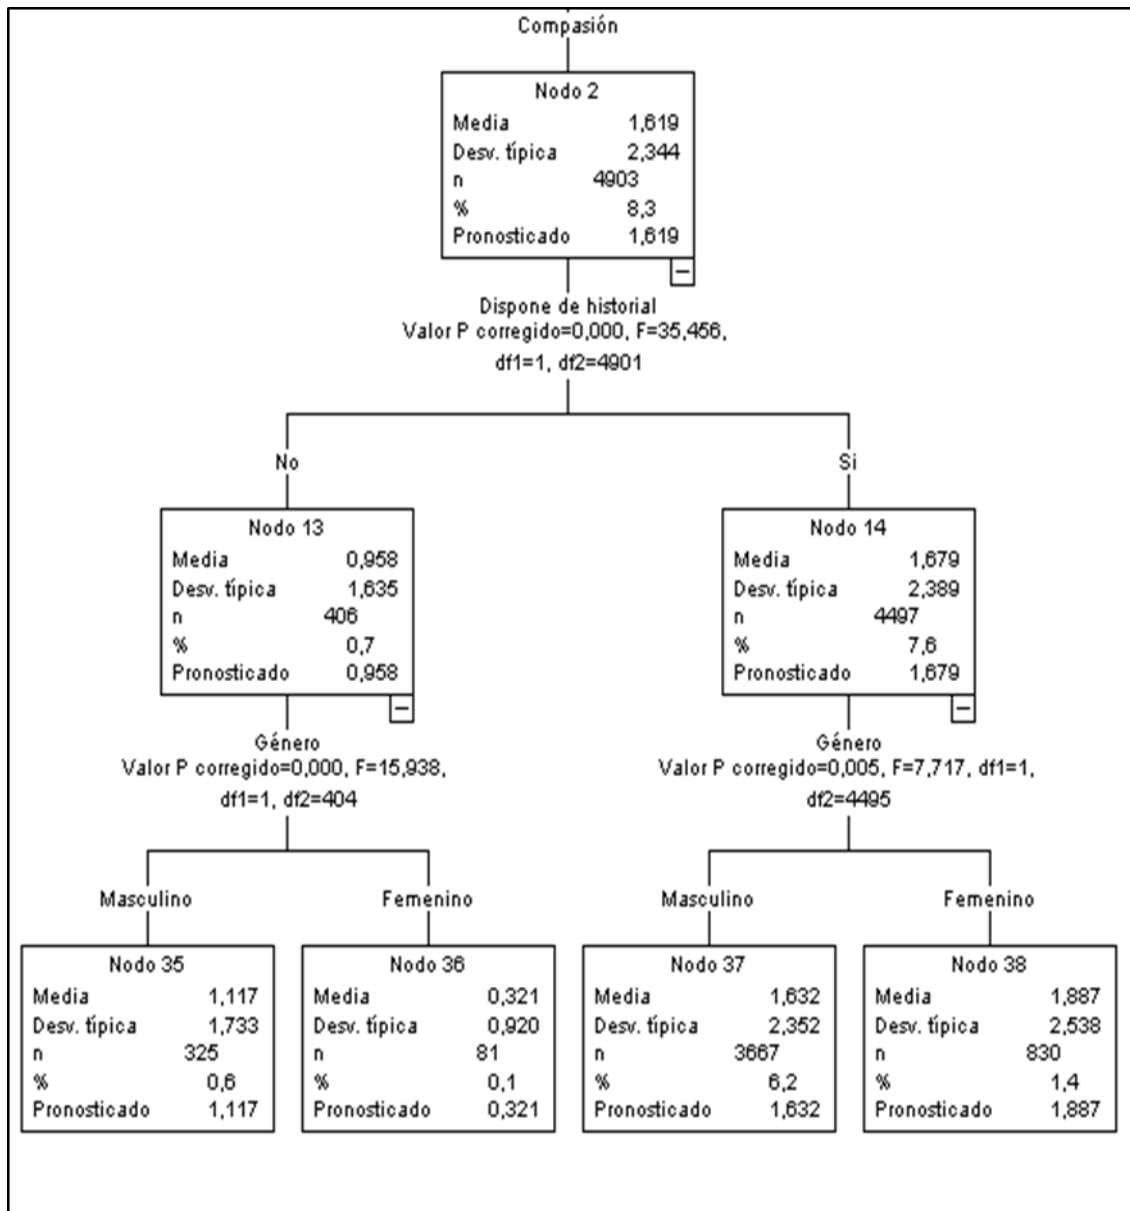 Compasión
Nodo 2
Media 1,619
Desv. típica 2,344
n 4903
% 8,3
Pronosticado 1,619
Dispone de historial
Valor P corregido=0,000, F=35,456,
df1=1, df2=4901
No
Si
Nodo 13
Media 0,958
Desv. típica 1,635
n 406
% 0,7
Pronosticado 0,958
Nodo 14
Media 1,679
Desv. típica 2,389
n 4497
% 7,6
Pronosticado 1,679
Género
Valor P corregido=0,000, F=15,938,
df1=1, df2=404
Género
Valor P corregido=0,005, F=7,717, df1=1,
df2=4495
Masculino
Femenino
Masculino
Femenino
Nodo 35
Media 1,117
Desv. típica 1,733
n 325
% 0,6
Pronosticado 1,117
Nodo 36
Media 0,321
Desv. típica 0,920
n 81
% 0,1
Pronosticado 0,321
Nodo 37
Media 1,632
Desv. típica 2,352
n 3667
% 6,2
Pronosticado 1,632
Nodo 38
Media 1,887
Desv. típica 2,538
n 830
% 1,4
Pronosticado 1,887